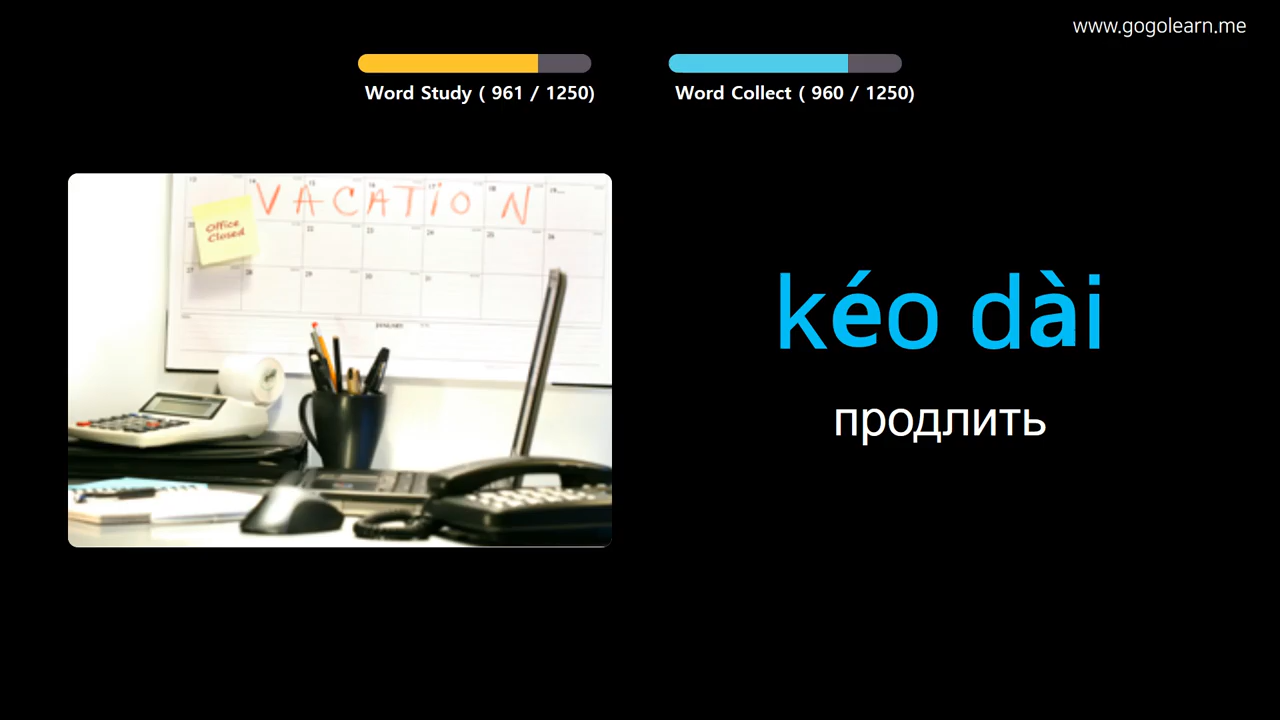 www.gogolearn.me
Word Study ( 961 / 1250)
Word Collect ( 960 / 1250)
VACATION
Office
Closed
kéo dài
продлить